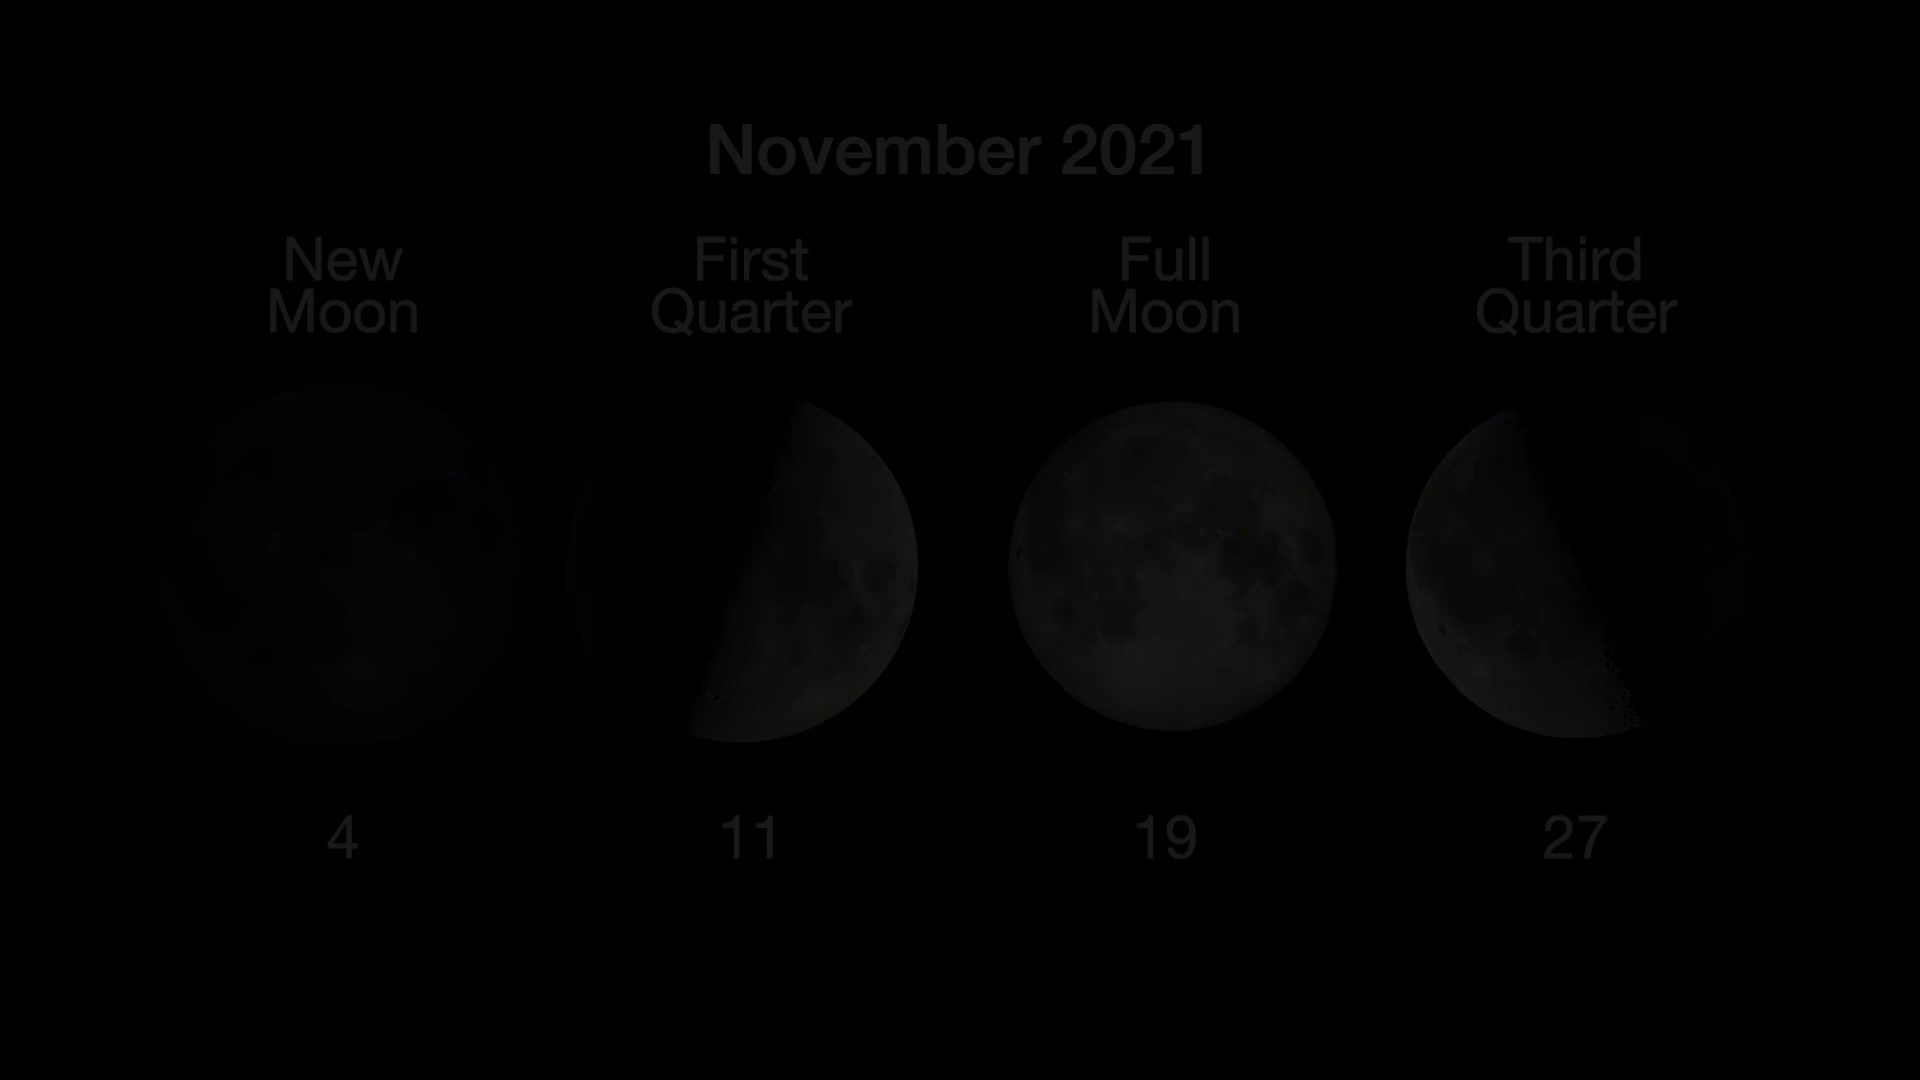 November 2021
New
Moon
First
Quarter
Full
Moon
Third
Quarter
4
11
19
27